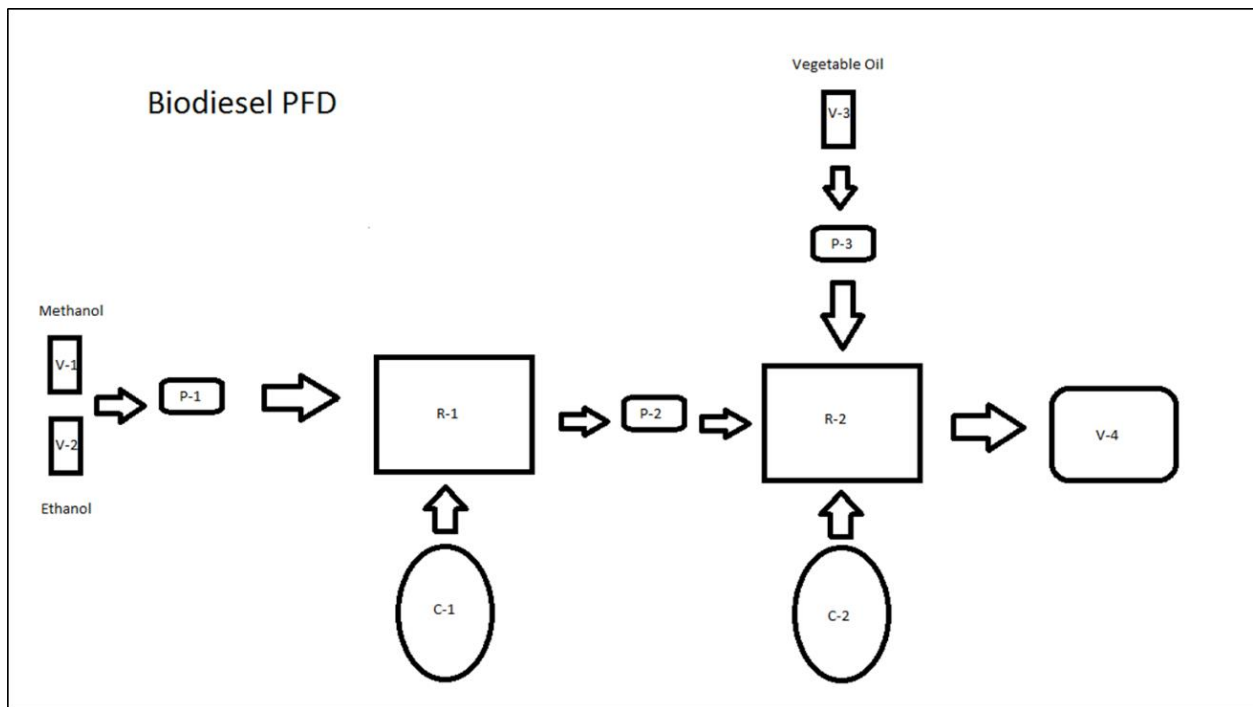 Biodiesel PFD
Vegetable Oil
V-3
P-3
Methanol
V-1
P-1
V-2
Ethanol
R-1
P-2
R-2
V-4
C-1
C-2